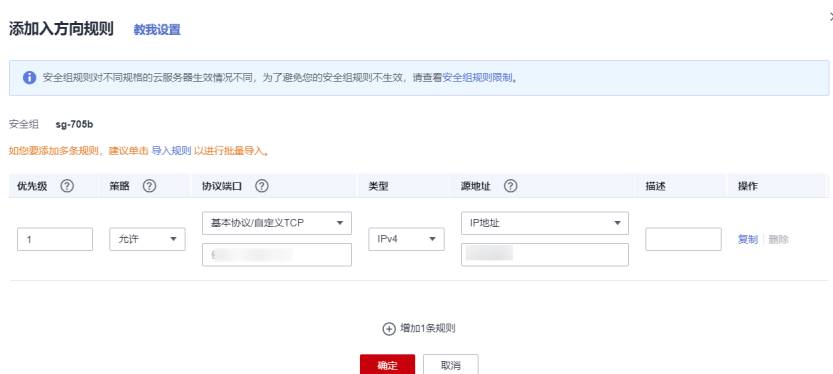 添加入方向规则 教我设置
安全组规则对不同规格的云服务器生效情况不同，为了避免您的安全组规则不生效，请查看安全组规则限制。
安全组 sg-705b
如您要添加多条规则，建议单击 导入规则 以进行批量导入。
优先级 策略 协议端口 类型 源地址 描述 操作
基本协议/自定义TCP IP地址
1 允许 IPv4 复制 删除
增加1条规则
确定 取消